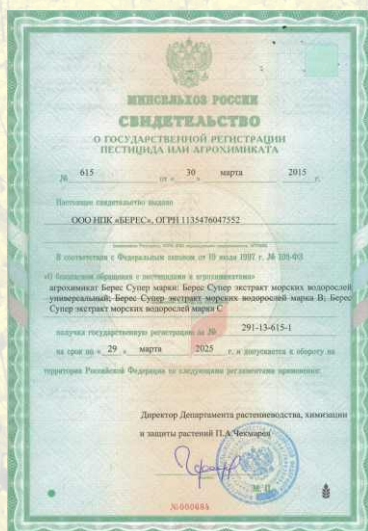 МИНСЕЛЬХОЗ РОССИИ
СВИДЕТЕЛЬСТВО
О ГОСУДАРСТВЕННОЙ РЕГИСТРАЦИИ
ПЕСТИЦИДА ИЛИ АГРОХИМИКАТА
№ 615 от « 30 » марта 2015 г.
Настоящее свидетельство выдано
ООО НПК «БЕРЕС», ОГРН 1135476047552
В соответствии с Федеральным законом от 19 июля 1997 г. № 109-ФЗ
«О безопасном обращении с пестицидами и агрохимикатами»
агрохимикат Берес Супер марки: Берес Супер экстракт морских водорослей
универсальный; Берес Супер экстракт морских водорослей марка В; Берес
Супер экстракт морских водорослей марка С
получил государственную регистрацию за № 291-13-615-1
на срок по « 29 » марта 2025 г. и допускается к обороту на
территории Российской Федерации со следующими регламентами применения:
Директор Департамента растениеводства, химизации
и защиты растений П.А.Чекмарев
М.П.
№000684